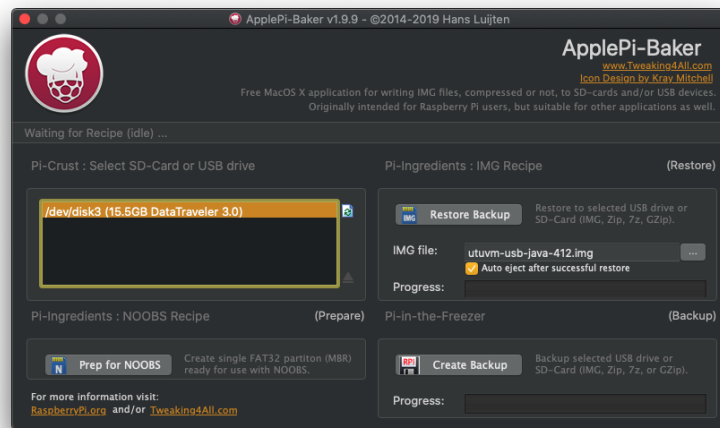 ApplePi-Baker v1.9.9 - ©2014-2019 Hans Luijten
ApplePi-Baker
www.Tweaking4All.com
Icon Design by Kray Mitchell
Free MacOS X application for writing IMG files, compressed or not, to SD-cards and/or USB devices.
Originally intended for Raspberry Pi users, but suitable for other applications as well.
Waiting for Recipe (idle) ...
Pi-Crust : Select SD-Card or USB drive
/dev/disk3 (15.5GB DataTraveler 3.0)
Pi-Ingredients : IMG Recipe (Restore)
IMG
Restore Backup
Restore to selected USB drive or
SD-Card (IMG, Zip, 7z, GZip).
IMG file: utuvm-usb-java-412.img ...
Auto eject after successful restore
Progress:
Pi-Ingredients : NOOBS Recipe (Prepare)
N
Prep for NOOBS
Create single FAT32 partiton (MBR)
ready for use with NOOBS.
For more information visit:
RaspberryPi.org and/or Tweaking4All.com
Pi-in-the-Freezer (Backup)
RPi
Create Backup
Backup selected USB drive or
SD-Card (IMG, Zip, 7z, or GZip).
Progress: